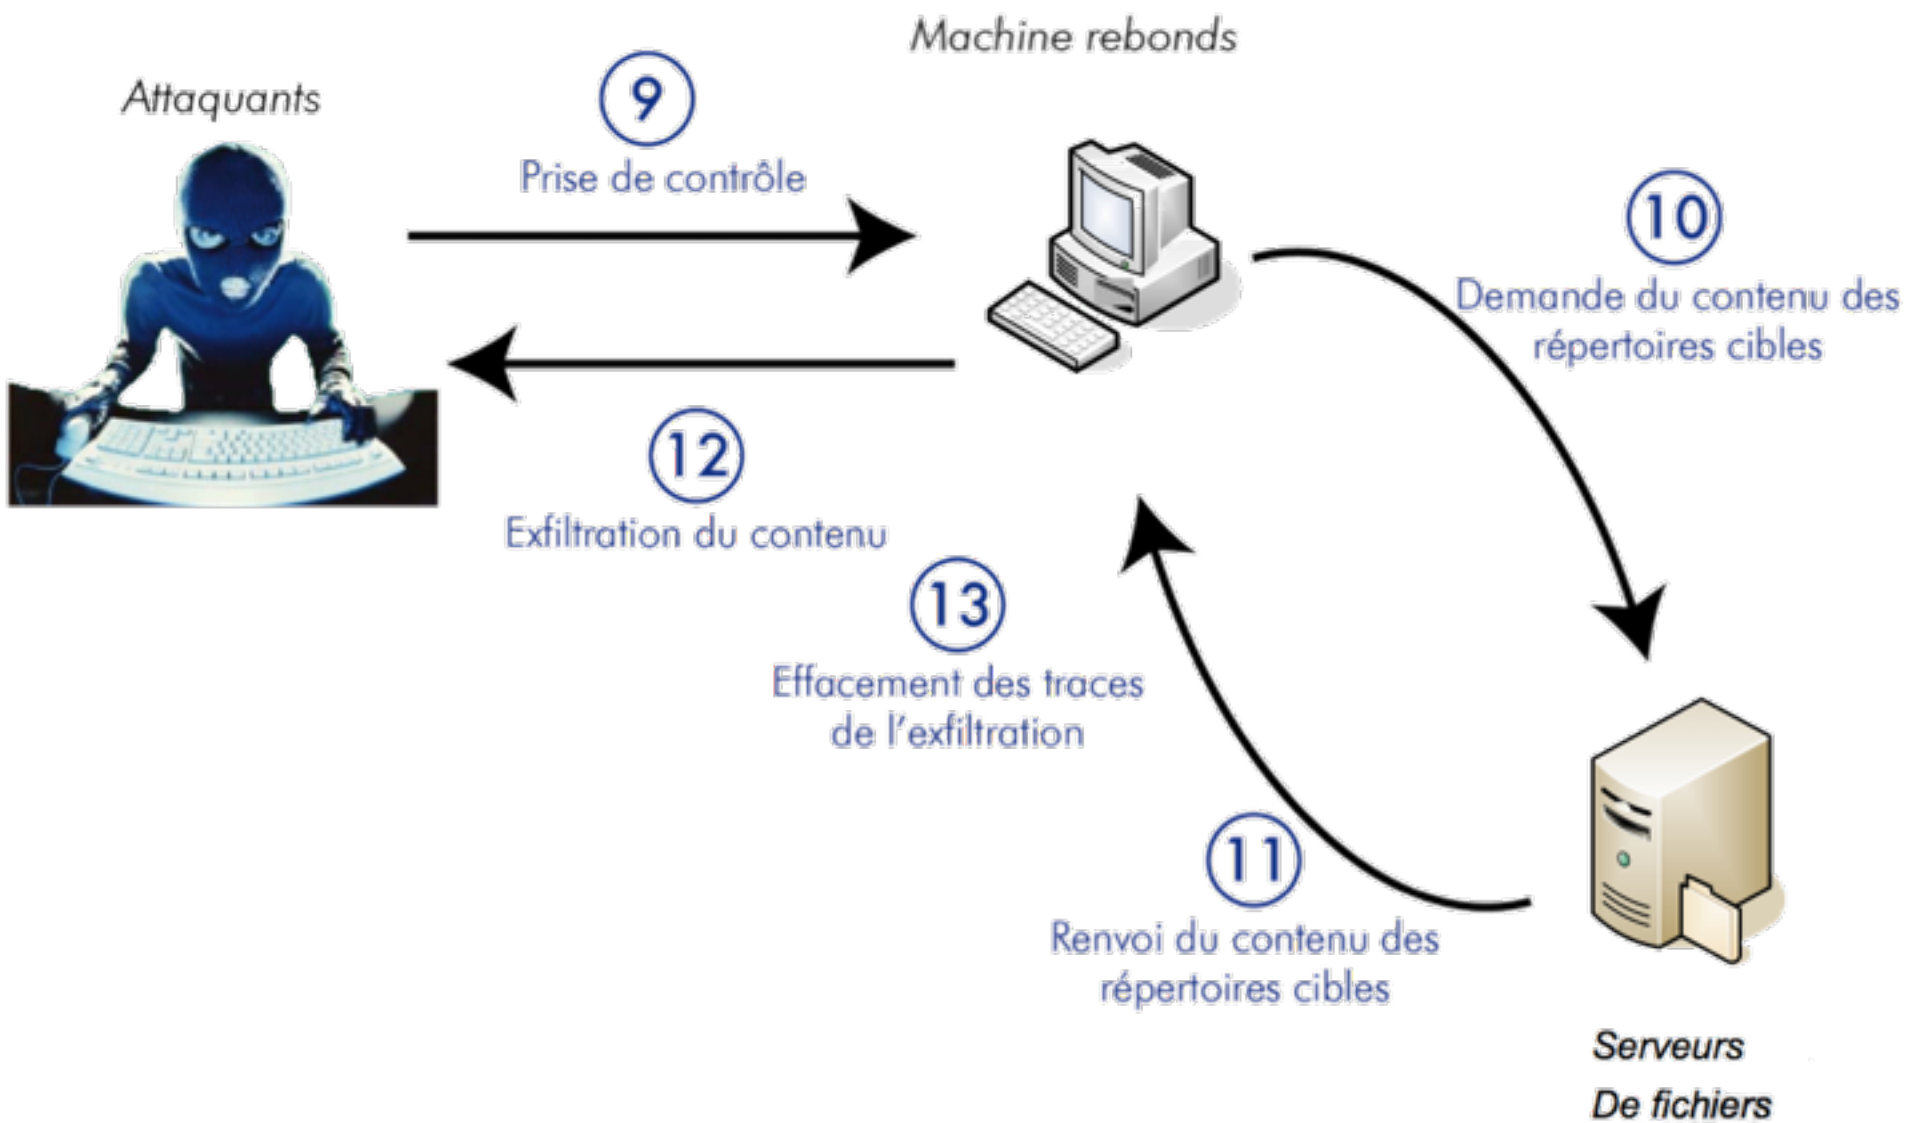 Machine rebonds
Attaquants
9
Prise de contrôle
10
Demande du contenu des
répertoires cibles
12
Exfiltration du contenu
13
Effacement des traces
de l'exfiltration
11
Renvoi du contenu des
répertoires cibles
Serveurs
De fichiers